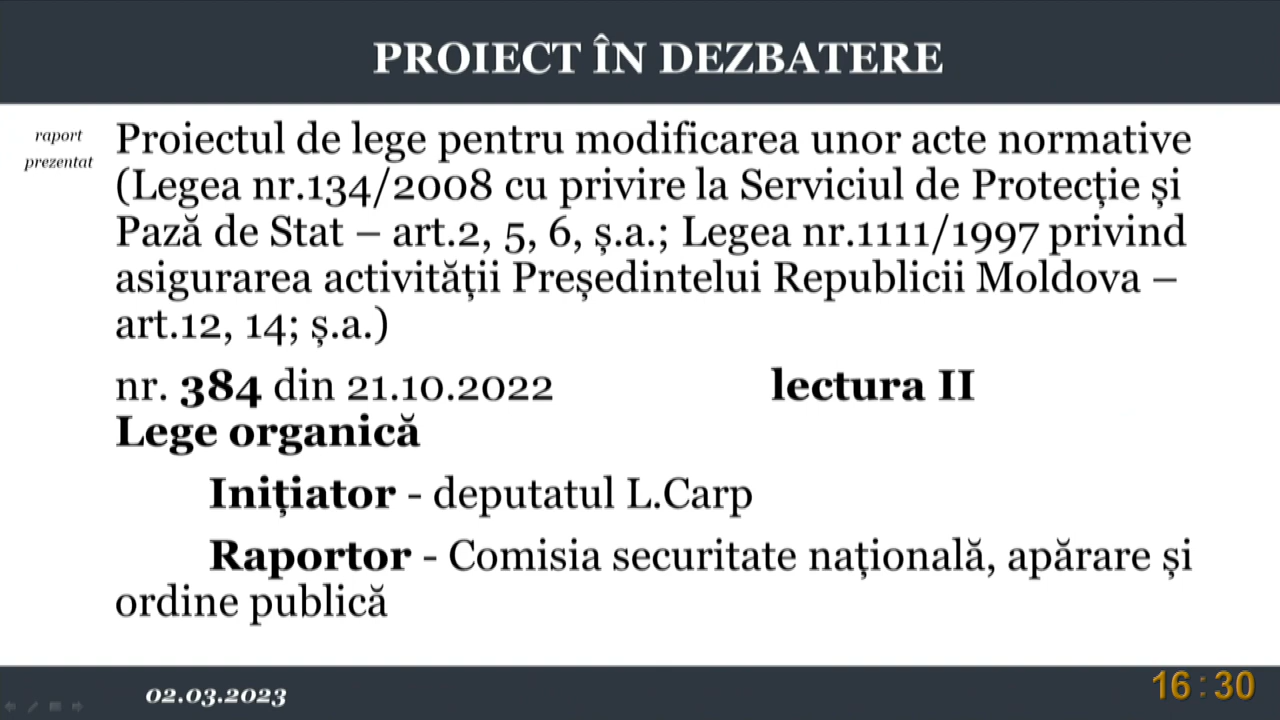 PROIECT ÎN DEZBATERE
raport
prezentat
Proiectul de lege pentru modificarea unor acte normative
(Legea nr.134/2008 cu privire la Serviciul de Protecție și
Pază de Stat – art.2, 5, 6, ș.a.; Legea nr.1111/1997 privind
asigurarea activității Președintelui Republicii Moldova –
art.12, 14; ș.a.)
nr. 384 din 21.10.2022 lectura II
Lege organică
Inițiator - deputatul L.Carp
Raportor - Comisia securitate națională, apărare și
ordine publică
02.03.2023
16:30